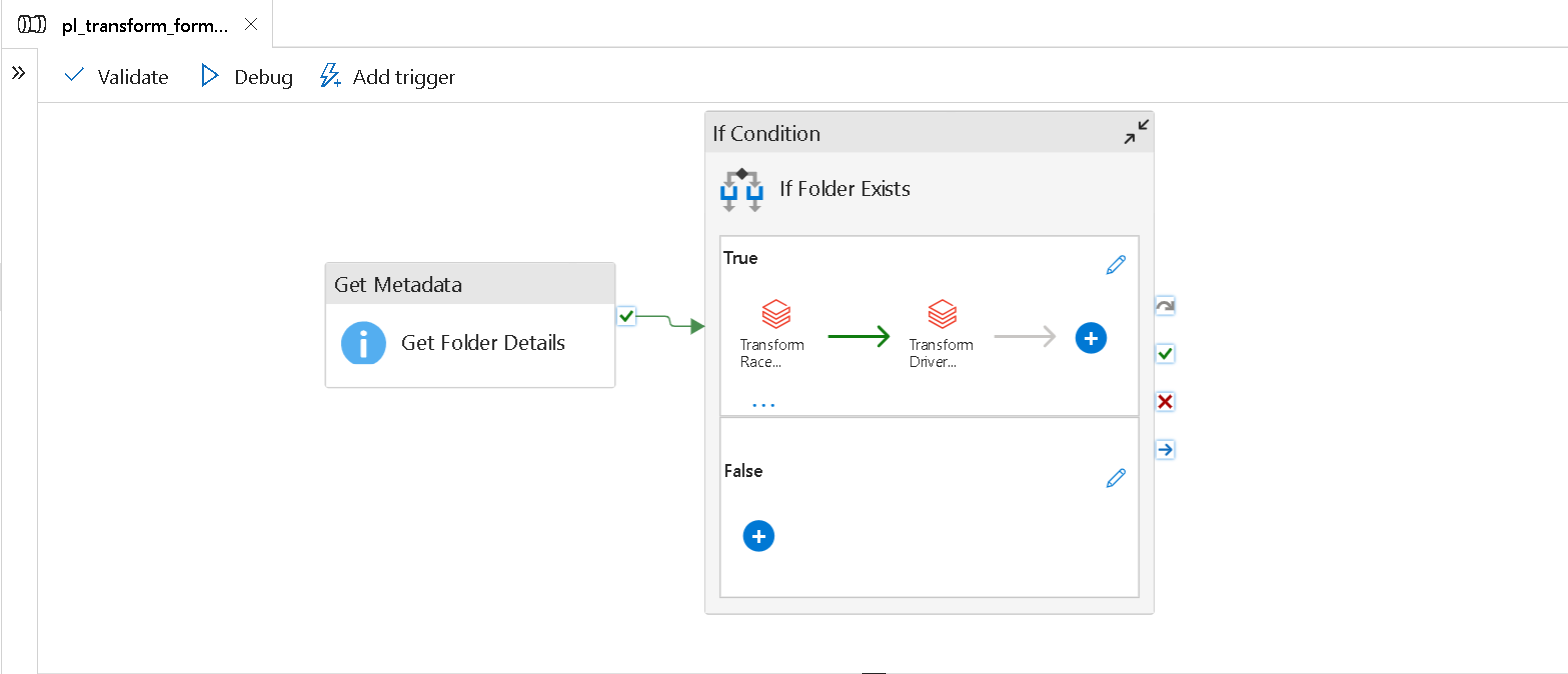 pl_transform_form...
Validate
Debug
Add trigger
If Condition
If Folder Exists
True
Transform
Race...
Transform
Driver...
...
False
Get Metadata
Get Folder Details